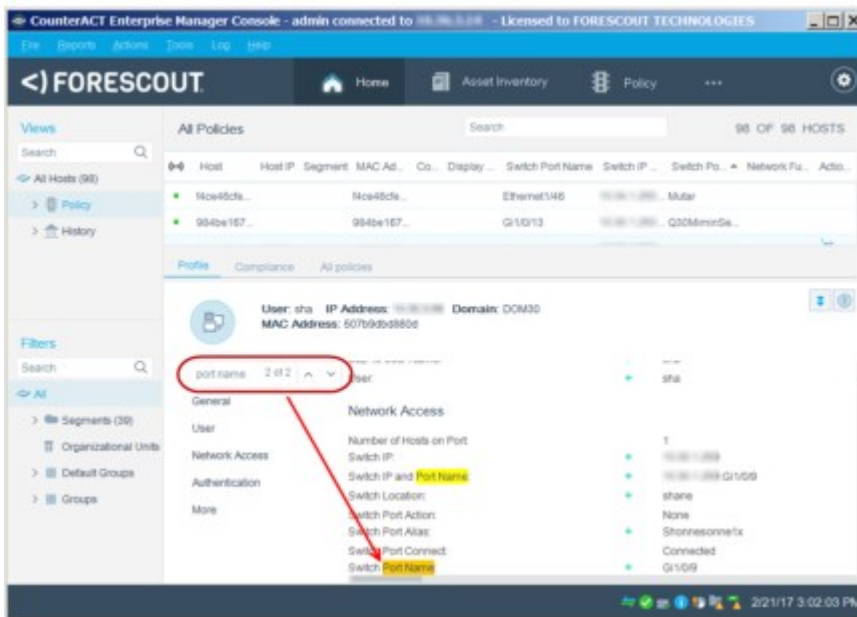 CounterACT Enterprise Manager Console - admin connected to - Licensed to FORESCOUT TECHNOLOGIES
File Reports Actions Tools Log Help
<) FORESCOUT. Home Asset Inventory Policy ...
Views
Search
All Hosts (98)
Policy
History
Filters
Search
All
Segments (39)
Organizational Units
Default Groups
Groups
All Policies Search 98 OF 98 HOSTS
Host Host IP Segment MAC Ad... Co... Display ... Switch Port Name Switch IP ... Switch Po... Network Fu... Actio...
f4ce46cfe... f4ce46cfe... Ethernet1/46 Mutar
984be167... 984be167... Gi1/0/13
Profile Compliance All policies
User: sha IP Address: Domain: DOM30
MAC Address: 507b9dbd860d
port name 2 of 2
General
User
Network Access
Authentication
More
User: sha
Network Access
Number of Hosts on Port: 1
Switch IP:
Switch IP and Port Name: Gi1/0/9
Switch Location: shane
Switch Port Action: None
Switch Port Alias: Shonnesonne1x
Switch Port Connect: Connected
Switch Port Name: Gi1/0/9
2/21/17 3:02:03 PM